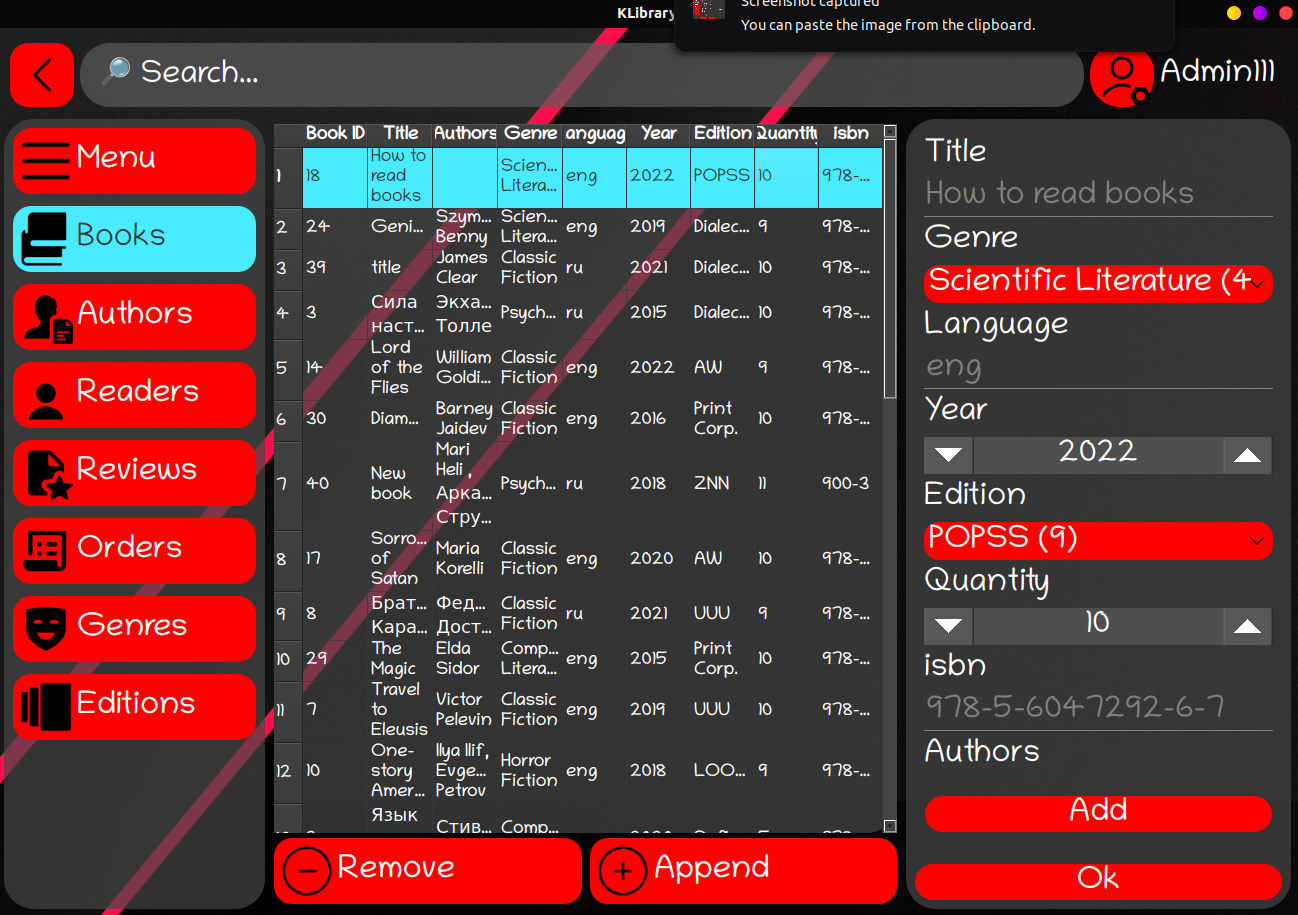 KLibrary
Screenshot captured
You can paste the image from the clipboard.
Search...
Admin111
Menu
Books
Authors
Readers
Reviews
Orders
Genres
Editions
Book ID Title Authors Genre anguag Year Edition Quantity isbn
1 18 How to read books Scien... Litera... eng 2022 POPSS 10 978-...
2 24 Geni... Szym... Benny Scien... Litera... eng 2019 Dialec... 9 978-...
3 39 title James Clear Classic Fiction ru 2021 Dialec... 10 978-...
4 3 Сила наст... Экха... Толле Psych... ru 2015 Dialec... 10 978-...
5 14 Lord of the Flies William Goldi... Classic Fiction eng 2022 AW 9 978-...
6 30 Diam... Barney Jaidev Classic Fiction eng 2016 Print Corp. 10 978-...
7 40 New book Mari Heli , Арка... Стру... Psych... ru 2018 ZNN 11 900-3
8 17 Sorro... of Satan Maria Korelli Classic Fiction eng 2020 AW 10 978-...
9 8 Брат... Кара... Фед... Дост... Classic Fiction ru 2021 UUU 9 978-...
10 29 The Magic Elda Sidor Comp... Litera... eng 2015 Print Corp. 10 978-...
11 7 Travel to Eleusis Victor Pelevin Classic Fiction eng 2019 UUU 10 978-...
12 10 One-story Amer... Ilya Ilif, Evge... Petrov Horror Fiction eng 2018 LOO... 9 978-...
Язык Стив... Comp...
Remove
Append
Title
How to read books
Genre
Scientific Literature (4
Language
eng
Year
2022
Edition
POPSS (9)
Quantity
10
isbn
978-5-6047292-6-7
Authors
Add
Ok